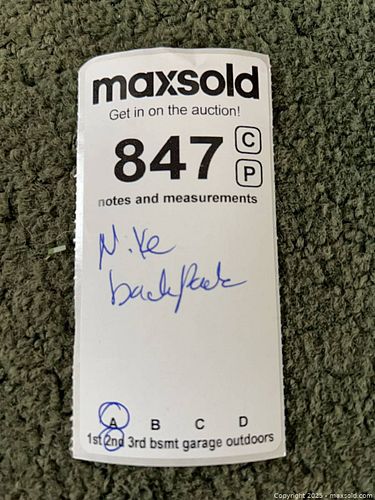 maxsold
Get in on the auction!
847 C
P
notes and measurements
Nike
backpack
A B C D
1st 2nd 3rd bsmt garage outdoors
Copyright 2025 - maxsold.com